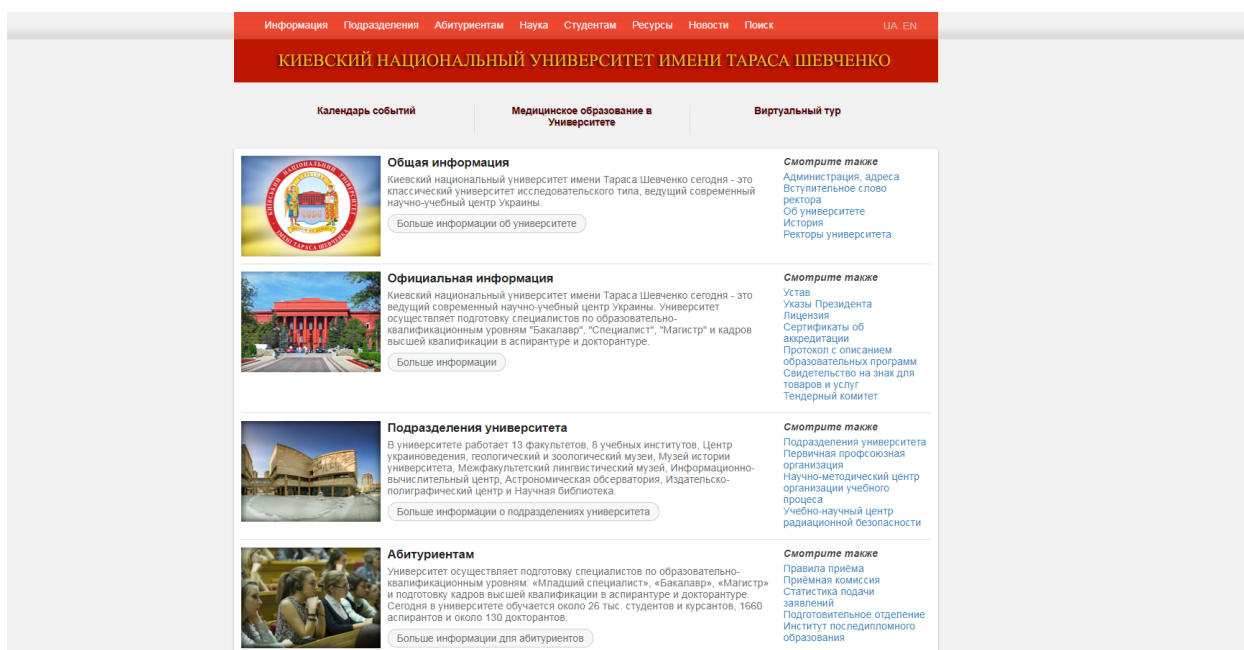 Информация Подразделения Абитуриентам Наука Студентам Ресурсы Новости Поиск UA EN
КИЕВСКИЙ НАЦИОНАЛЬНЫЙ УНИВЕРСИТЕТ ИМЕНИ ТАРАСА ШЕВЧЕНКО
Календарь событий
Медицинское образование в
Университете
Виртуальный тур
КИЇВСЬКИЙ НАЦІОНАЛЬНИЙ УНІВЕРСИТЕТ
ІМЕНІ ТАРАСА ШЕВЧЕНКА
Общая информация
Киевский национальный университет имени Тараса Шевченко сегодня - это
классический университет исследовательского типа, ведущий современный
научно-учебный центр Украины.
Больше информации об университете
Смотрите также
Администрация, адреса
Вступительное слово
ректора
Об университете
История
Ректоры университета
Официальная информация
Киевский национальный университет имени Тараса Шевченко сегодня - это
ведущий современный научно-учебный центр Украины. Университет
осуществляет подготовку специалистов по образовательно-
квалификационным уровням "Бакалавр", "Специалист", "Магистр" и кадров
высшей квалификации в аспирантуре и докторантуре.
Больше информации
Смотрите также
Устав
Указы Президента
Лицензия
Сертификаты об
аккредитации
Протокол с описанием
образовательных программ
Свидетельство на знак для
товаров и услуг
Тендерный комитет
Подразделения университета
В университете работает 13 факультетов, 8 учебных институтов, Центр
украиноведения, геологический и зоологический музеи, Музей истории
университета, Межфакультетский лингвистический музей, Информационно-
вычислительный центр, Астрономическая обсерватория, Издательско-
полиграфический центр и Научная библиотека.
Больше информации о подразделениях университета
Смотрите также
Подразделения университета
Первичная профсоюзная
организация
Научно-методический центр
организации учебного
процеса
Учебно-научный центр
радиационной безопасности
Абитуриентам
Университет осуществляет подготовку специалистов по образовательно-
квалификационным уровням: «Младший специалист», «Бакалавр», «Магистр»
и подготовку кадров высшей квалификации в аспирантуре и докторантуре.
Сегодня в университете обучается около 26 тыс. студентов и курсантов, 1660
аспирантов и около 130 докторантов.
Больше информации для абитуриентов
Смотрите также
Правила приёма
Приёмная комиссия
Статистика подачи
заявлений
Подготовительное отделение
Институт последипломного
образования